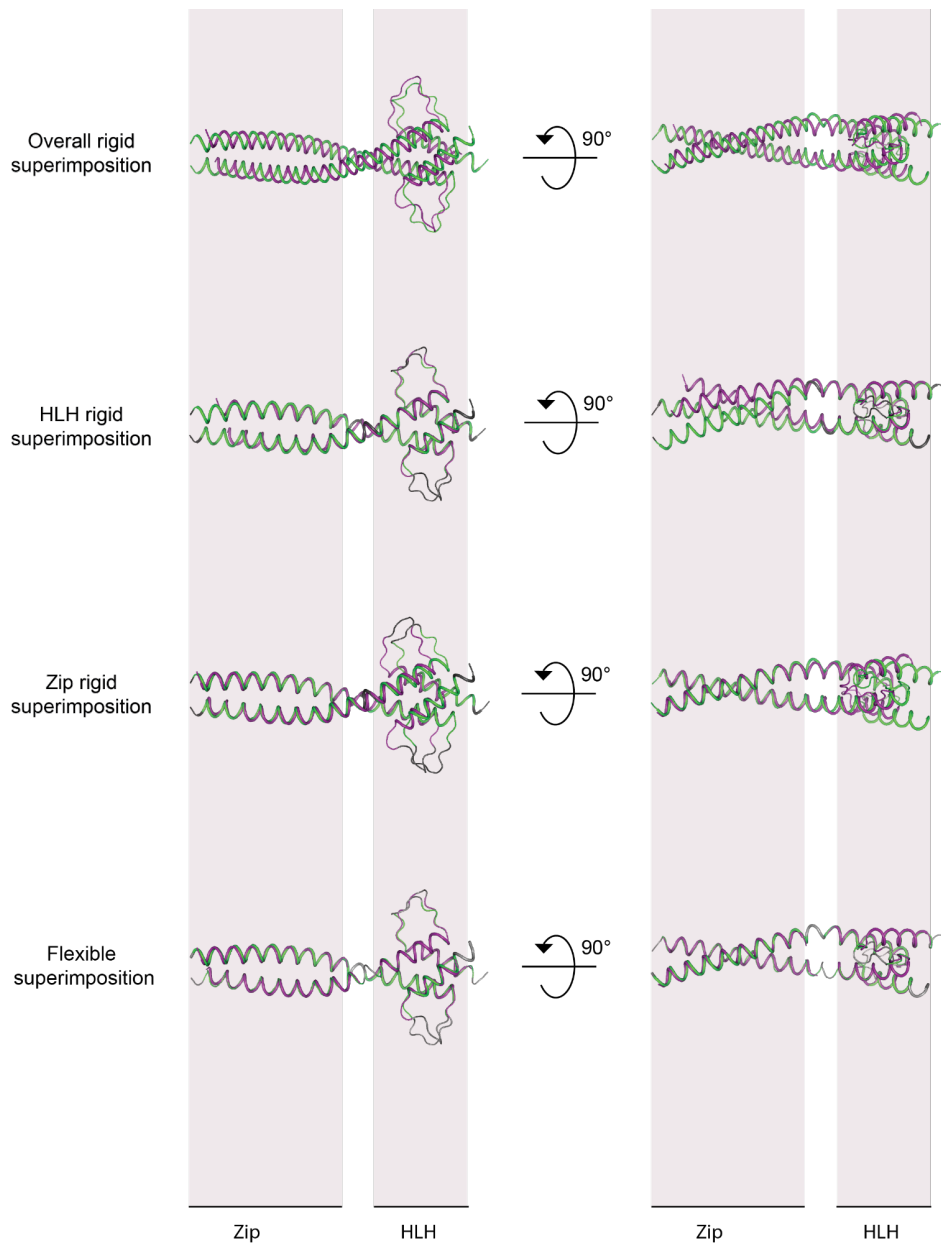 Overall rigid
superimposition
90°
HLH rigid
superimposition
90°
Zip rigid
superimposition
90°
Flexible
superimposition
90°
Zip
HLH
Zip
HLH